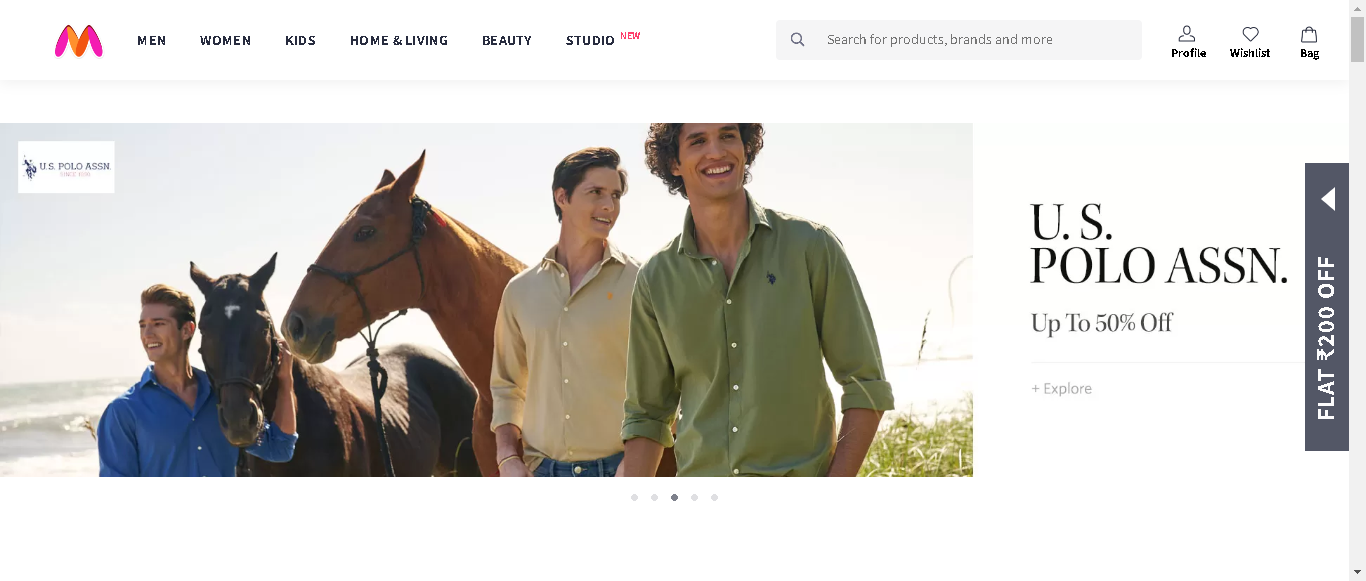 MEN
WOMEN
KIDS
HOME & LIVING
BEAUTY
STUDIO NEW
Search for products, brands and more
Profile
Wishlist
Bag
U.S. POLO ASSN.
SINCE 1890
U. S.
POLO ASSN.
Up To 50% Off
+ Explore
FLAT ₹200 OFF